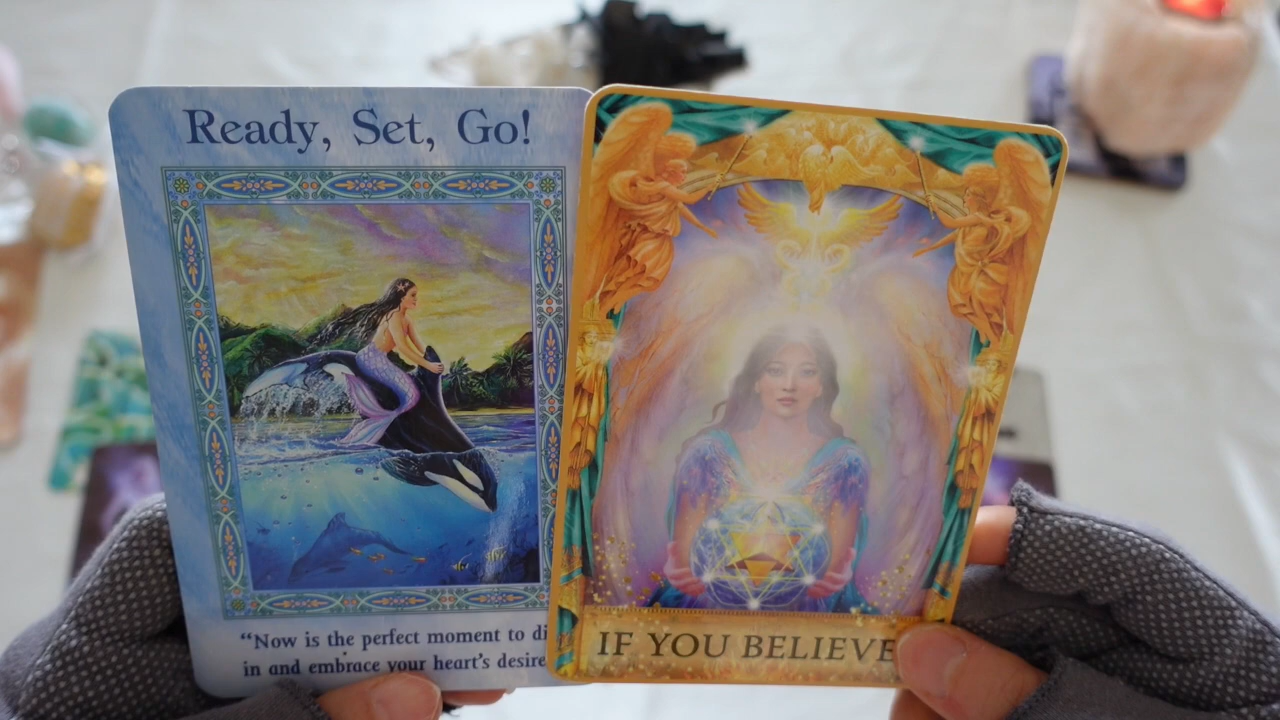 Ready, Set, Go!
"Now is the perfect moment to di
in and embrace your heart's desire
IF YOU BELIEVE